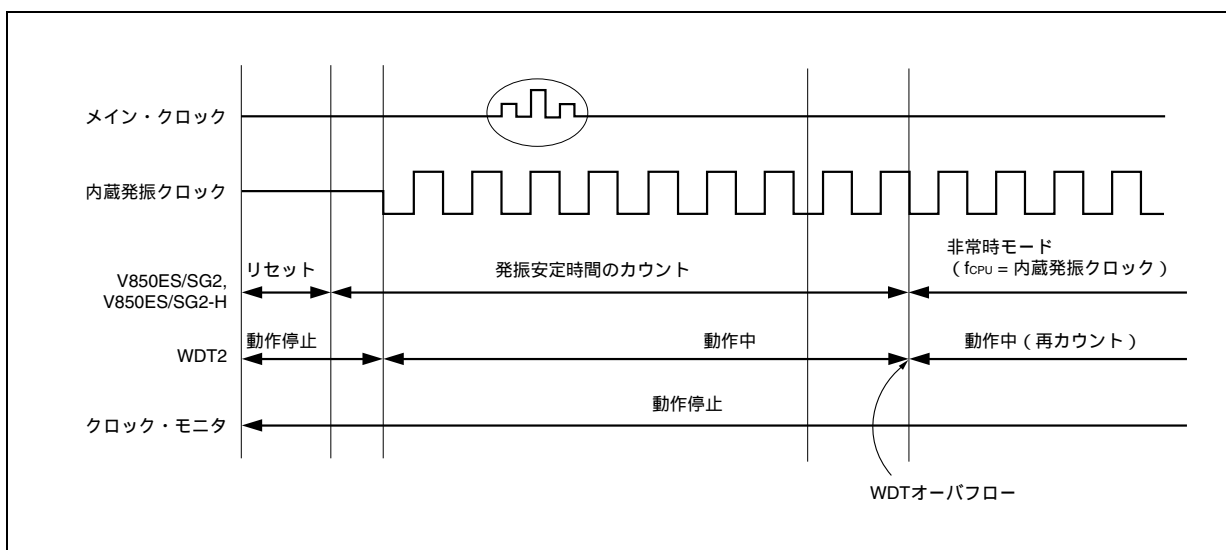 メイン・クロック
内蔵発振クロック
V850ES/SG2,
V850ES/SG2-H
リセット
発振安定時間のカウント
非常時モード
（fCPU = 内蔵発振クロック）
WDT2
動作停止
動作中
動作中（再カウント）
クロック・モニタ
動作停止
WDTオーバフロー